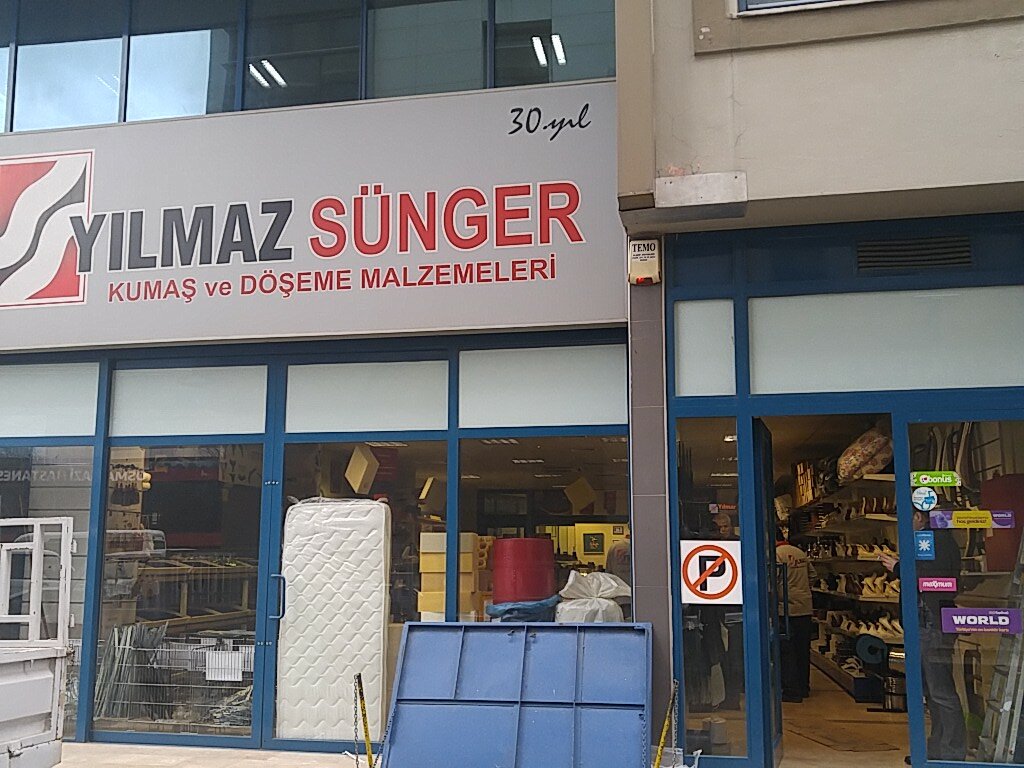 30.yıl
YILMAZ SÜNGER
KUMAŞ ve DÖŞEME MALZEMELERİ
TEMO
bonus
P
maximum
WORLD